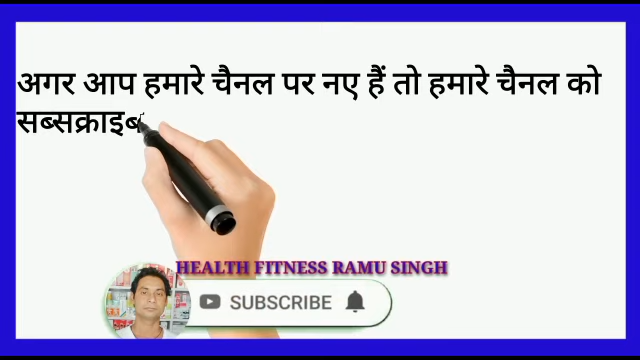 अगर आप हमारे चैनल पर नए हैं तो हमारे चैनल को
सब्सक्राइब
HEALTH FITNESS RAMU SINGH
SUBSCRIBE